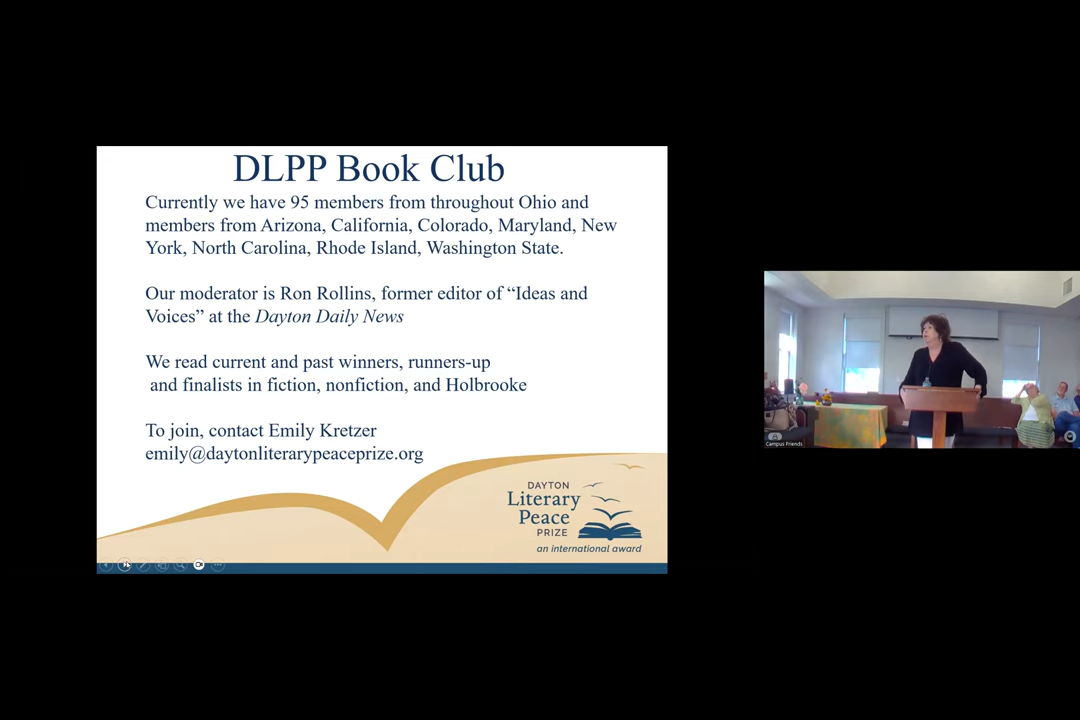 DLPP Book Club
Currently we have 95 members from throughout Ohio and
members from Arizona, California, Colorado, Maryland, New
York, North Carolina, Rhode Island, Washington State.
Our moderator is Ron Rollins, former editor of “Ideas and
Voices” at the Dayton Daily News
We read current and past winners, runners-up
and finalists in fiction, nonfiction, and Holbrooke
To join, contact Emily Kretzer
emily@daytonliterarypeaceprize.org
DAYTON
Literary
Peace
PRIZE
an international award
Campus Friends